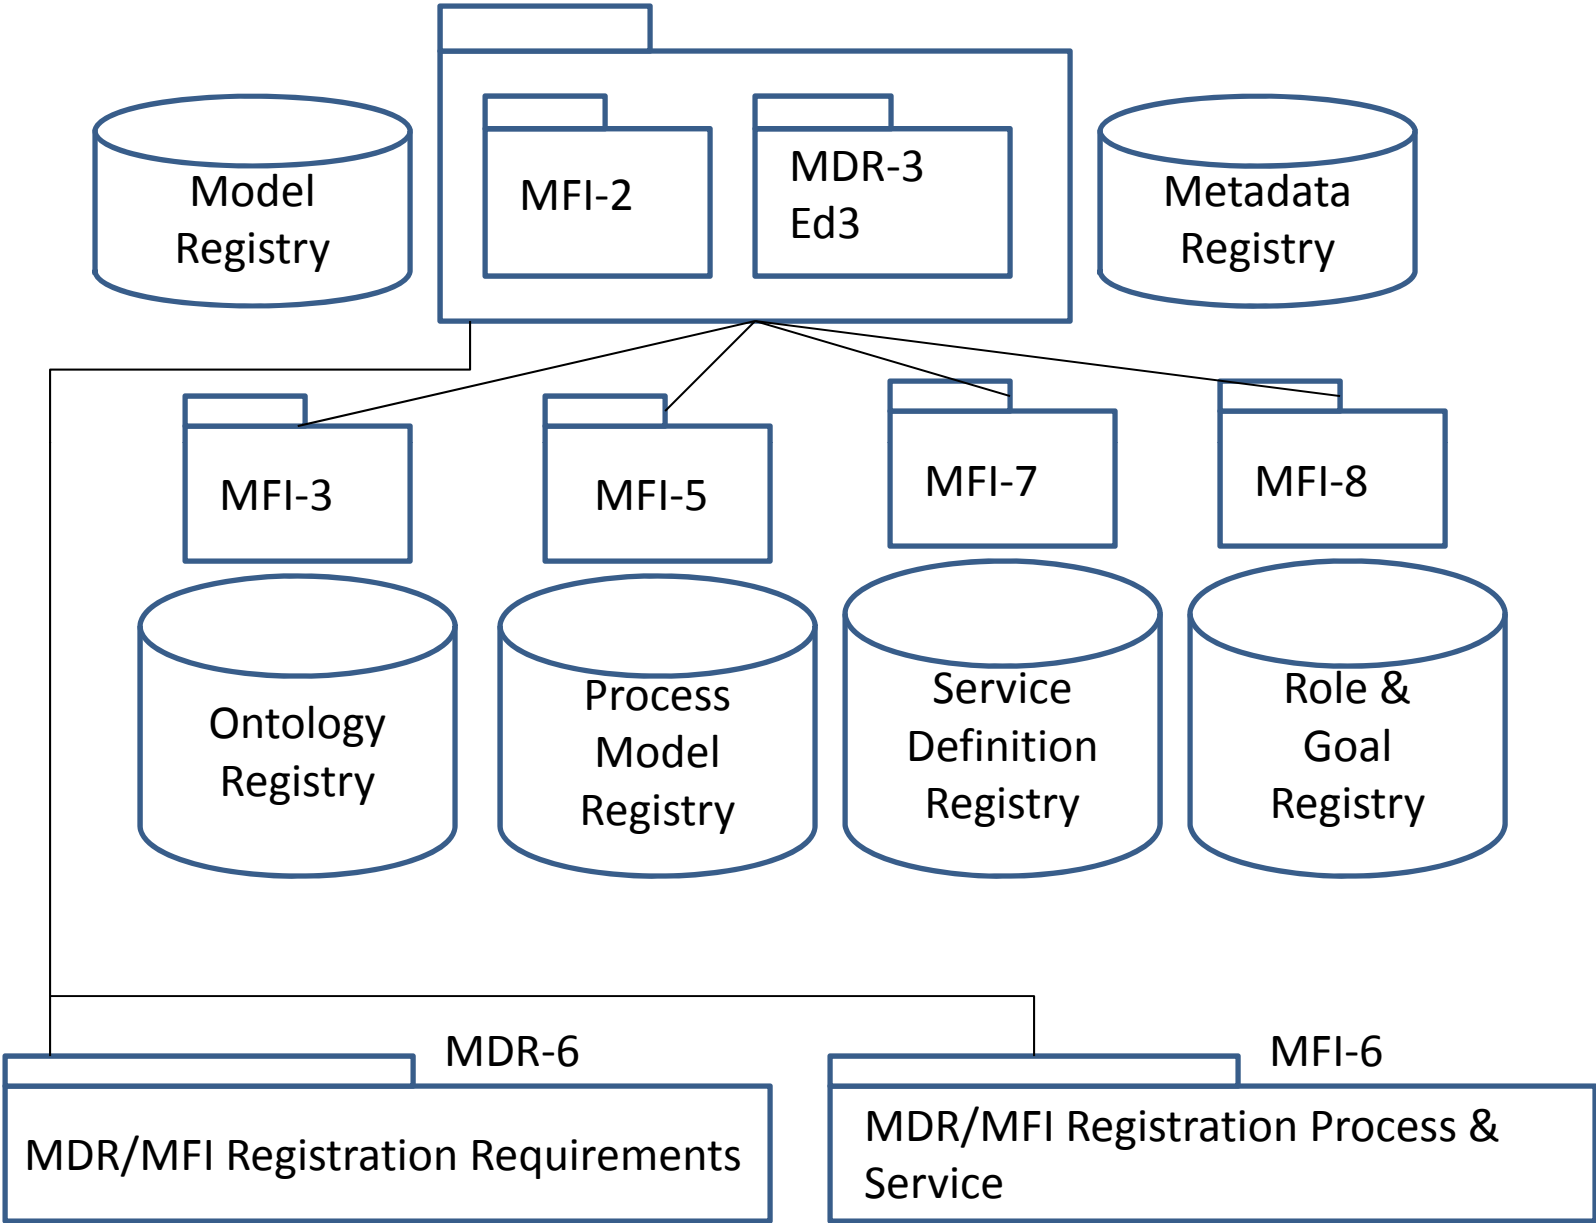 Model
Registry
MFI-2
MDR-3
Ed3
Metadata
Registry
MFI-3
MFI-5
MFI-7
MFI-8
Ontology
Registry
Process
Model
Registry
Service
Definition
Registry
Role &
Goal
Registry
MDR-6
MDR/MFI Registration Requirements
MFI-6
MDR/MFI Registration Process &
Service